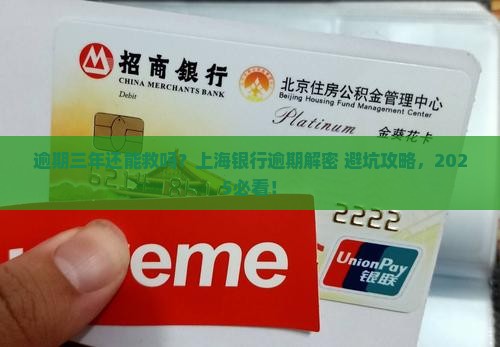 招商银行
CHINA MERCHANTS BANK
Debit
北京住房公积金管理中心
Beijing Housing Fund Management Center
Platinum
金葵花卡
逾期三年还能救吗？上海银行逾期解密 避坑攻略，202
5必看！
2222
eme
UnionPay
银联